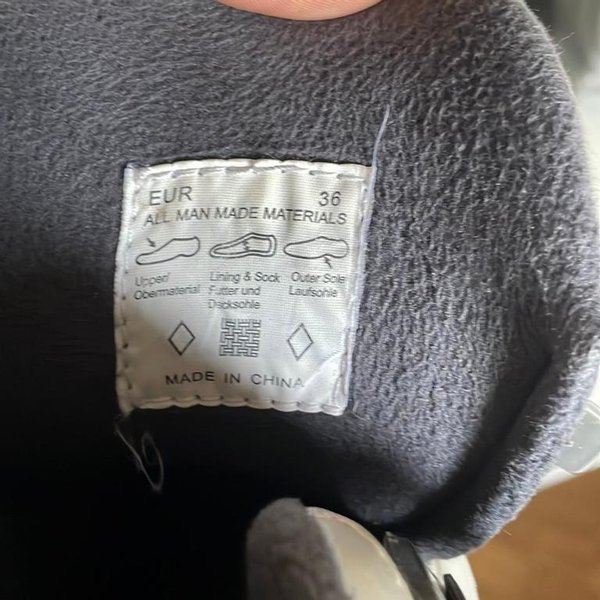 EUR 36
ALL MAN MADE MATERIALS
Upper/ Lining & Sock Outer Sole
Obermaterial Futter und Laufsohle
Decksohle
MADE IN CHINA